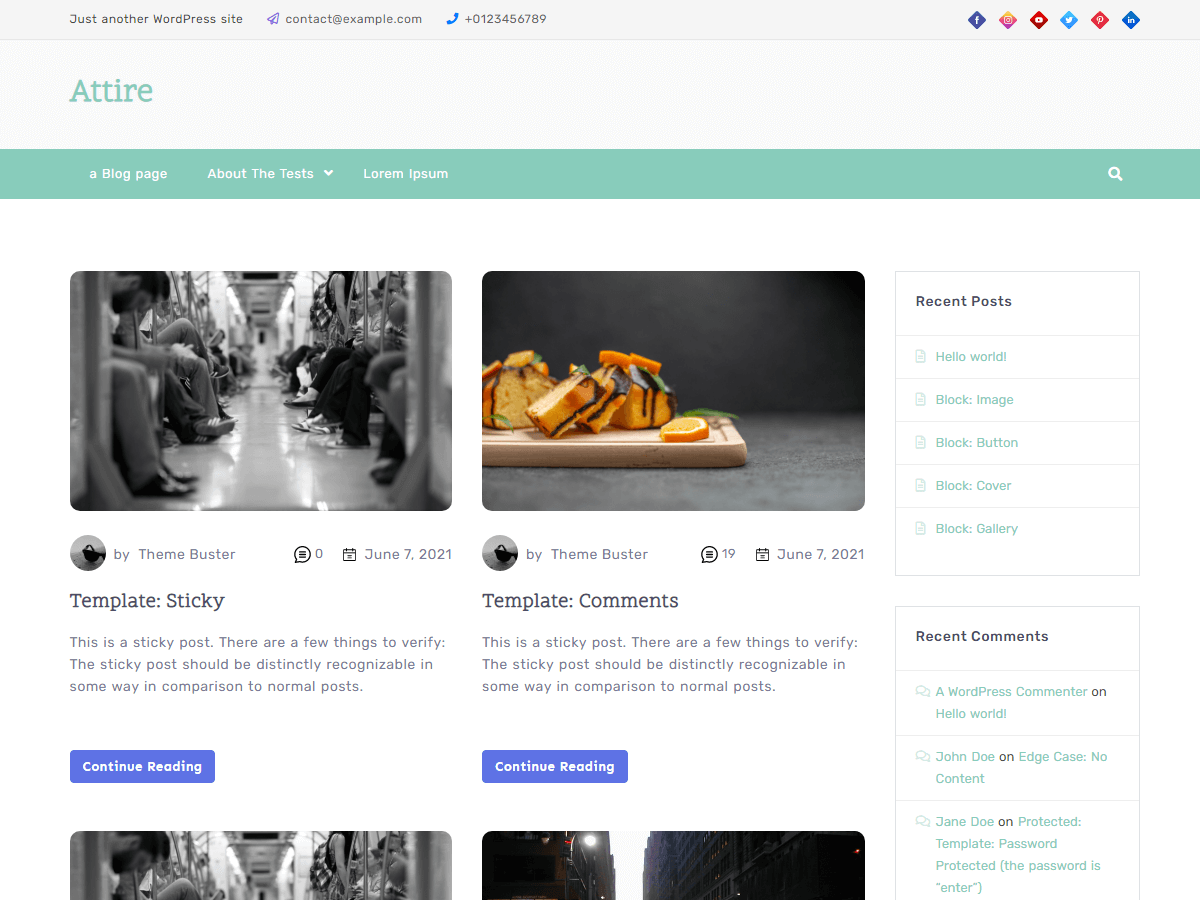 Just another WordPress site contact@example.com +0123456789
Attire
a Blog page About The Tests Lorem Ipsum
by Theme Buster 0 June 7, 2021
Template: Sticky
This is a sticky post. There are a few things to verify:
The sticky post should be distinctly recognizable in
some way in comparison to normal posts.
Continue Reading
by Theme Buster 19 June 7, 2021
Template: Comments
This is a sticky post. There are a few things to verify:
The sticky post should be distinctly recognizable in
some way in comparison to normal posts.
Continue Reading
Recent Posts
Hello world!
Block: Image
Block: Button
Block: Cover
Block: Gallery
Recent Comments
A WordPress Commenter on
Hello world!
John Doe on Edge Case: No
Content
Jane Doe on Protected:
Template: Password
Protected (the password is
“enter”)